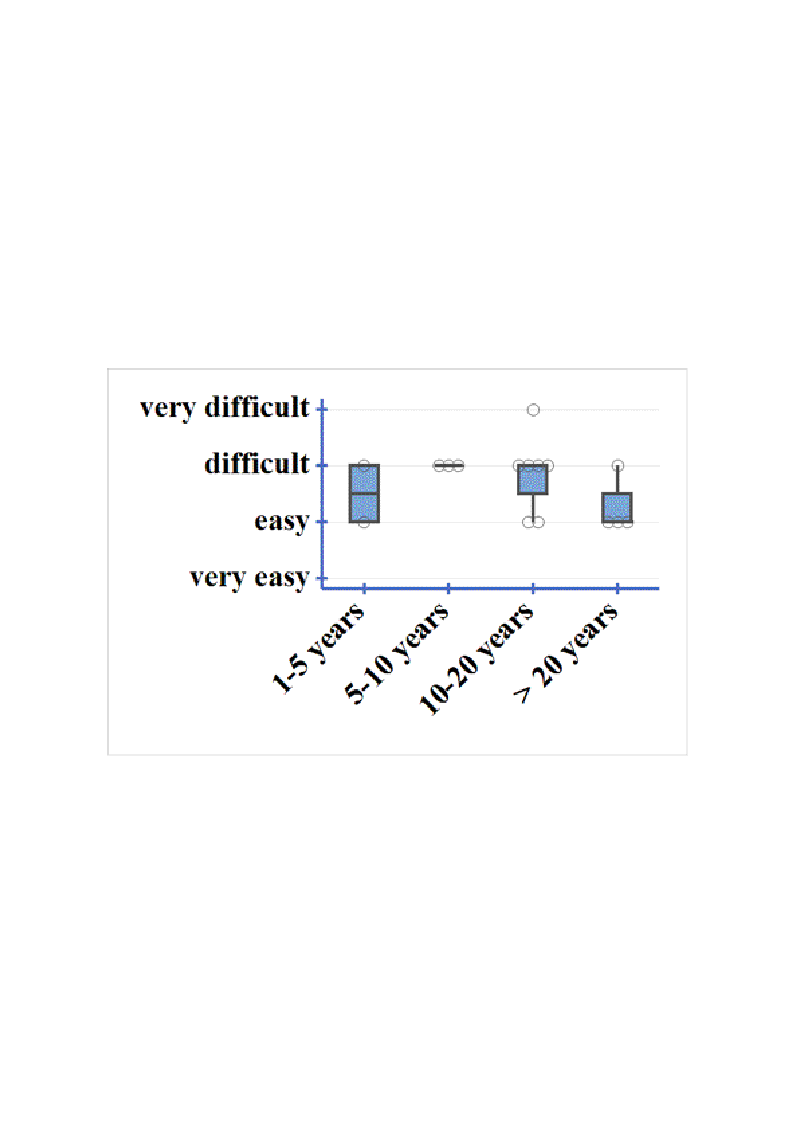 very difficult
difficult
easy
very easy
1-5 years
5-10 years
10-20 years
> 20 years